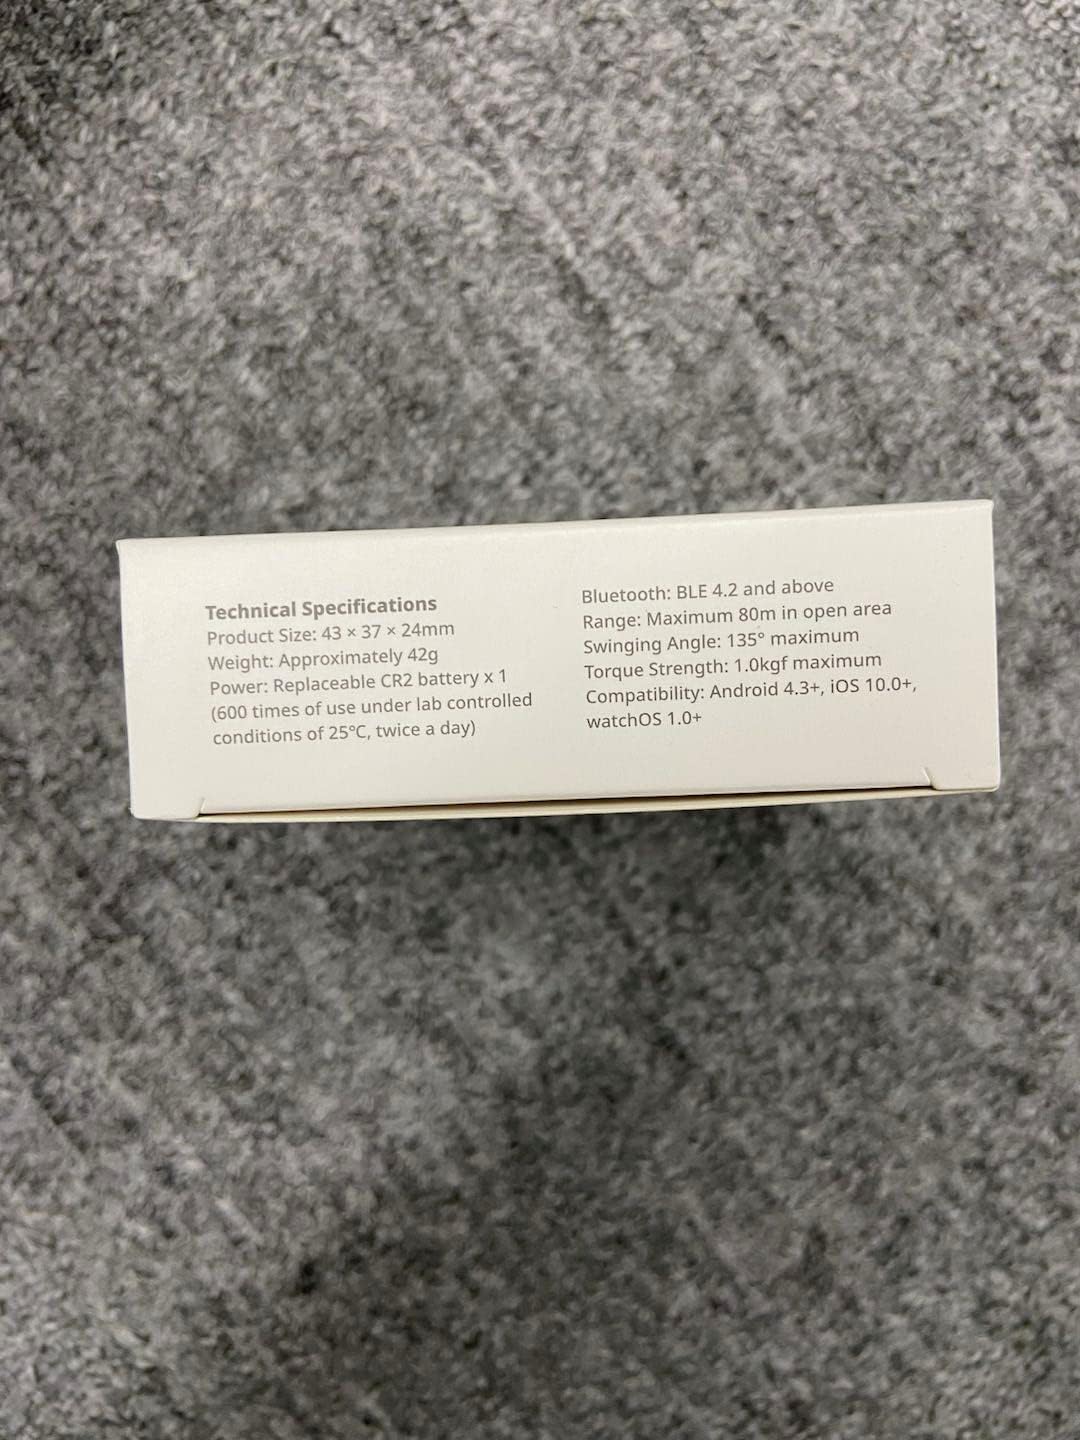 Technical Specifications
Product Size: 43 × 37 × 24mm
Weight: Approximately 42g
Power: Replaceable CR2 battery x 1
(600 times of use under lab controlled
conditions of 25°C, twice a day)
Bluetooth: BLE 4.2 and above
Range: Maximum 80m in open area
Swinging Angle: 135° maximum
Torque Strength: 1.0kgf maximum
Compatibility: Android 4.3+, iOS 10.0+,
watchOS 1.0+